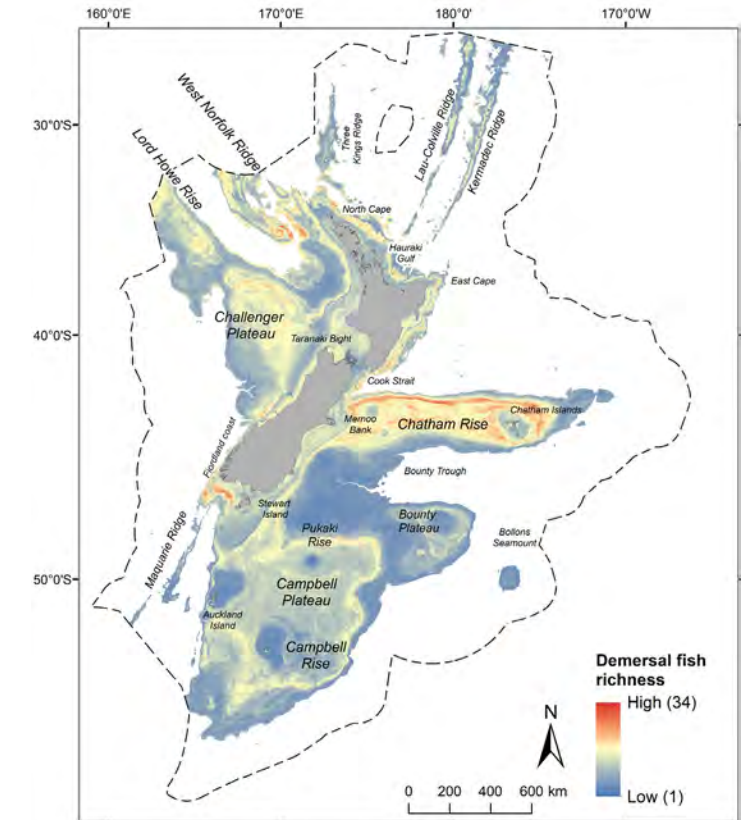 160°0'E 170°0'E 180°0' 170°0'W
30°0'S
40°0'S
50°0'S
West Norfolk Ridge
Lord Howe Rise
Three
Kings Ridge
Lau-Colville Ridge
Kermadec Ridge
North Cape
Hauraki
Gulf
East Cape
Challenger
Plateau
Taranaki Bight
Cook Strait
Mernoo
Bank
Chatham Rise
Chatham Islands
Fiordland coast
Bounty Trough
Stewart
Island
Pukaki
Rise
Bounty
Plateau
Bollons
Seamount
Maquarie Ridge
Campbell
Plateau
Auckland
Island
Campbell
Rise
Demersal fish
richness
High (34)
Low (1)
N
0 200 400 600 km